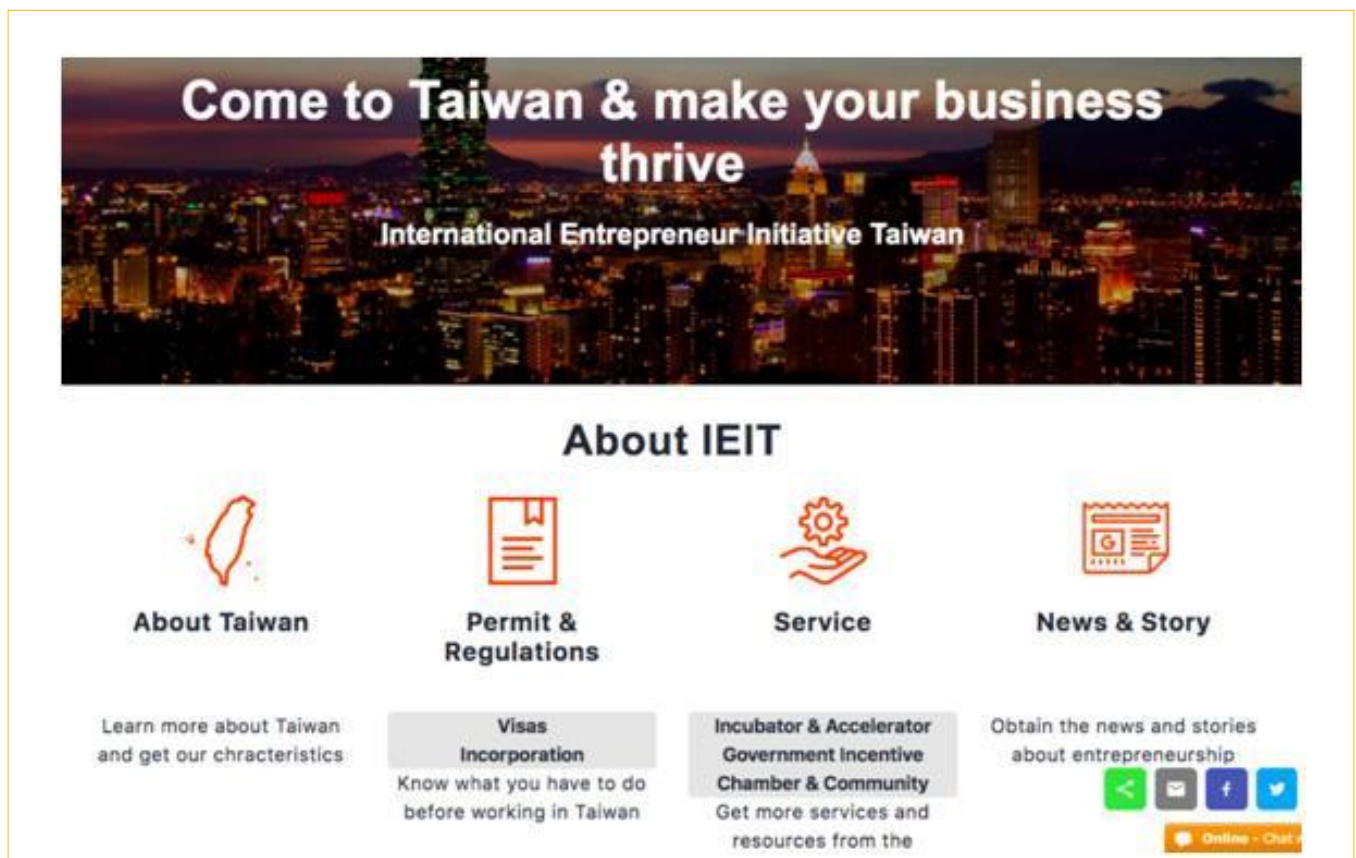 Come to Taiwan & make your business
thrive
International Entrepreneur Initiative Taiwan
About IEIT
About Taiwan
Permit &
Regulations
Service
News & Story
Learn more about Taiwan
and get our chracteristics
Visas
Incorporation
Know what you have to do
before working in Taiwan
Incubator & Accelerator
Government Incentive
Chamber & Community
Get more services and
resources from the
Obtain the news and stories
about entrepreneurship
Online - Chat